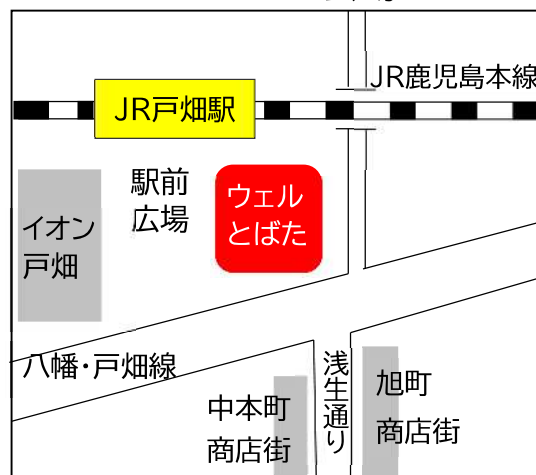 JR鹿児島本線
JR戸畑駅
駅前
広場
ウェル
とばた
イオン
戸畑
八幡・戸畑線
浅生通り
旭町
商店街
中本町
商店街